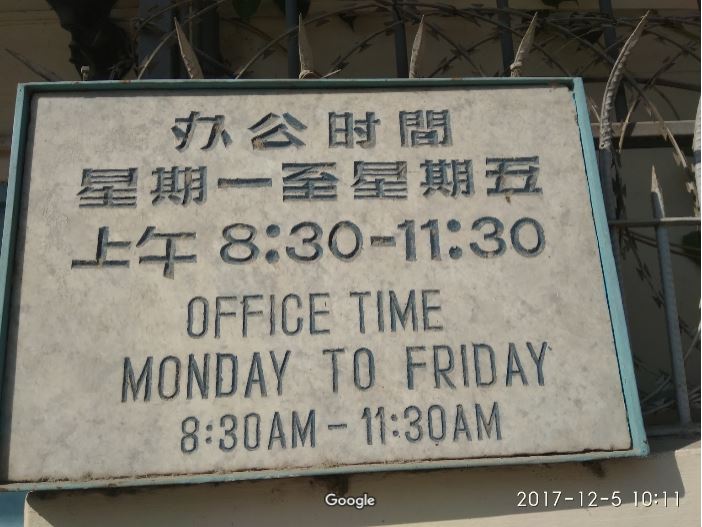 办公时間
星期一至星期五
上午 8:30-11:30
OFFICE TIME
MONDAY TO FRIDAY
8:30AM - 11:30AM
Google
2017-12-5 10:11